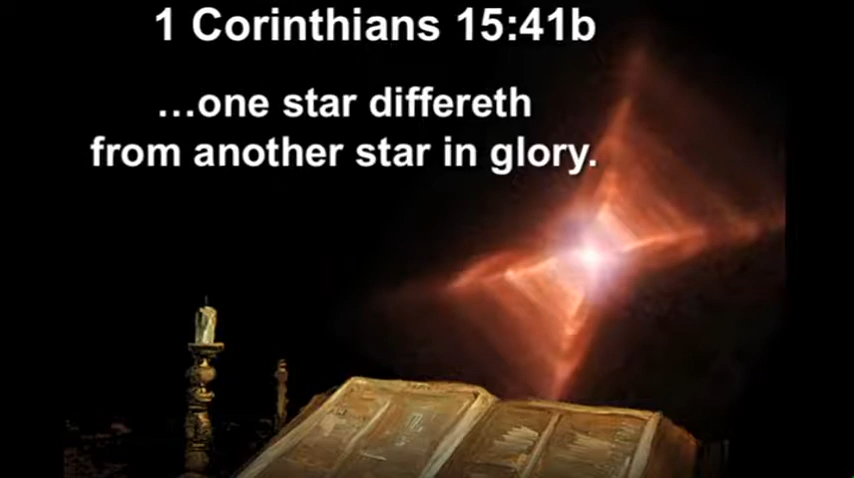 1 Corinthians 15:41b
...one star differeth
from another star in glory.